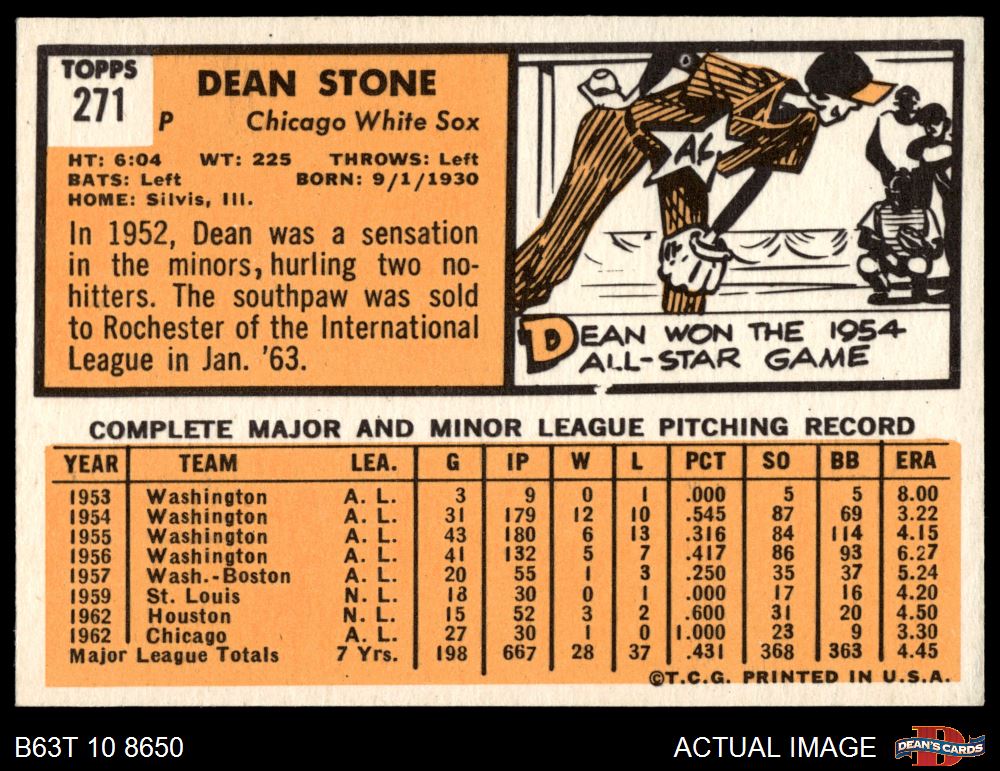 TOPPS
271
DEAN STONE
P Chicago White Sox
HT: 6:04 WT: 225 THROWS: Left
BATS: Left BORN: 9/1/1930
HOME: Silvis, Ill.
In 1952, Dean was a sensation
in the minors, hurling two no-
hitters. The southpaw was sold
to Rochester of the International
League in Jan. '63.
A.L.
DEAN WON THE 1954
ALL-STAR GAME
COMPLETE MAJOR AND MINOR LEAGUE PITCHING RECORD
YEAR TEAM LEA. G IP W L PCT SO BB ERA
1953 Washington A. L. 3 9 0 1 .000 5 5 8.00
1954 Washington A. L. 31 179 12 10 .545 87 69 3.22
1955 Washington A. L. 43 180 6 13 .316 84 114 4.15
1956 Washington A. L. 41 132 5 7 .417 86 93 6.27
1957 Wash.-Boston A. L. 20 55 1 3 .250 35 37 5.24
1959 St. Louis N. L. 18 30 0 1 .000 17 16 4.20
1962 Houston N. L. 15 52 3 2 .600 31 20 4.50
1962 Chicago A. L. 27 30 1 0 1.000 23 9 3.30
Major League Totals 7 Yrs. 198 667 28 37 .431 368 363 4.45
©T.C.G. PRINTED IN U.S.A.
B63T 10 8650
ACTUAL IMAGE
D
DEAN'S CARDS